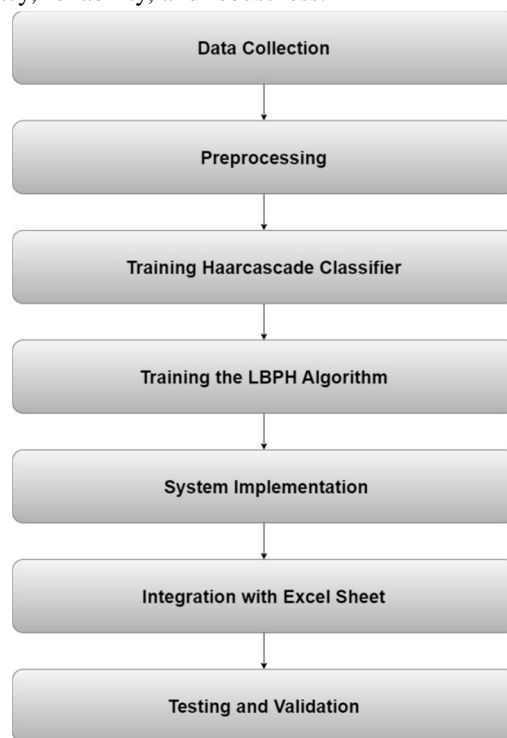 and
Data Collection
Preprocessing
Training Haarcascade Classifier
Training the LBPH Algorithm
System Implementation
Integration with Excel Sheet
Testing and Validation